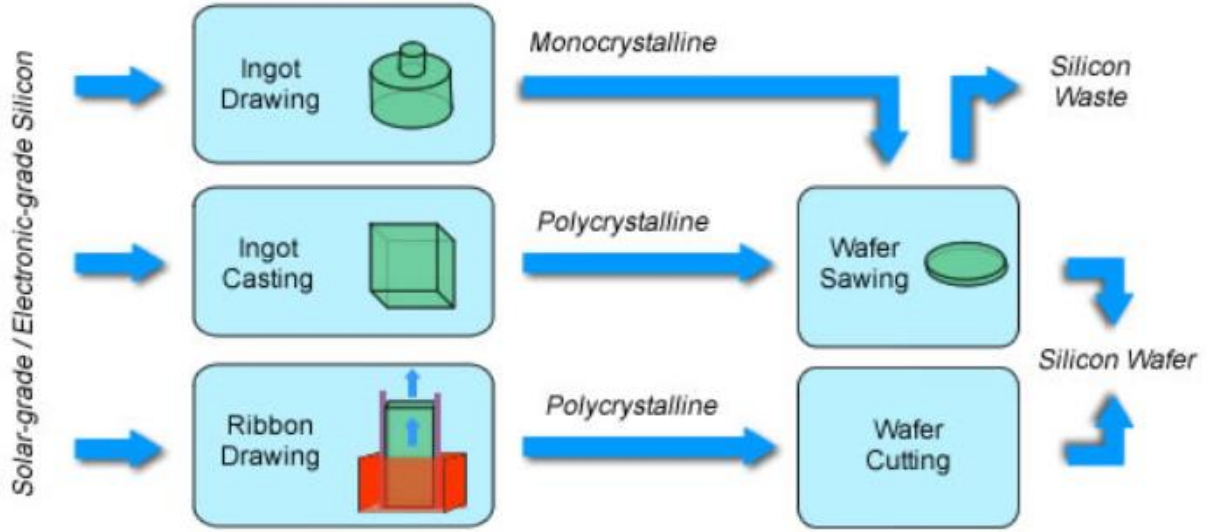 Solar-grade / Electronic-grade Silicon
Ingot
Drawing
Monocrystalline
Silicon
Waste
Ingot
Casting
Polycrystalline
Wafer
Sawing
Silicon Wafer
Ribbon
Drawing
Polycrystalline
Wafer
Cutting